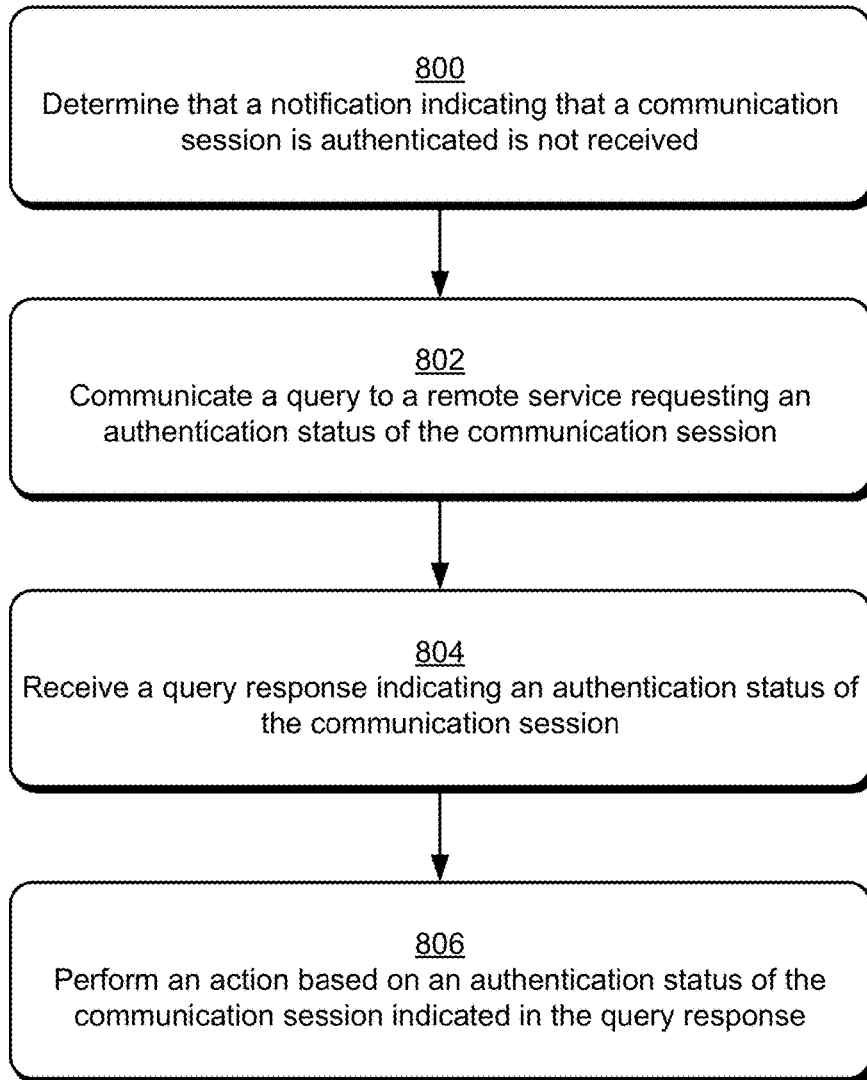 800
Determine that a notification indicating that a communication
session is authenticated is not received
802
Communicate a query to a remote service requesting an
authentication status of the communication session
804
Receive a query response indicating an authentication status of
the communication session
806
Perform an action based on an authentication status of the
communication session indicated in the query response